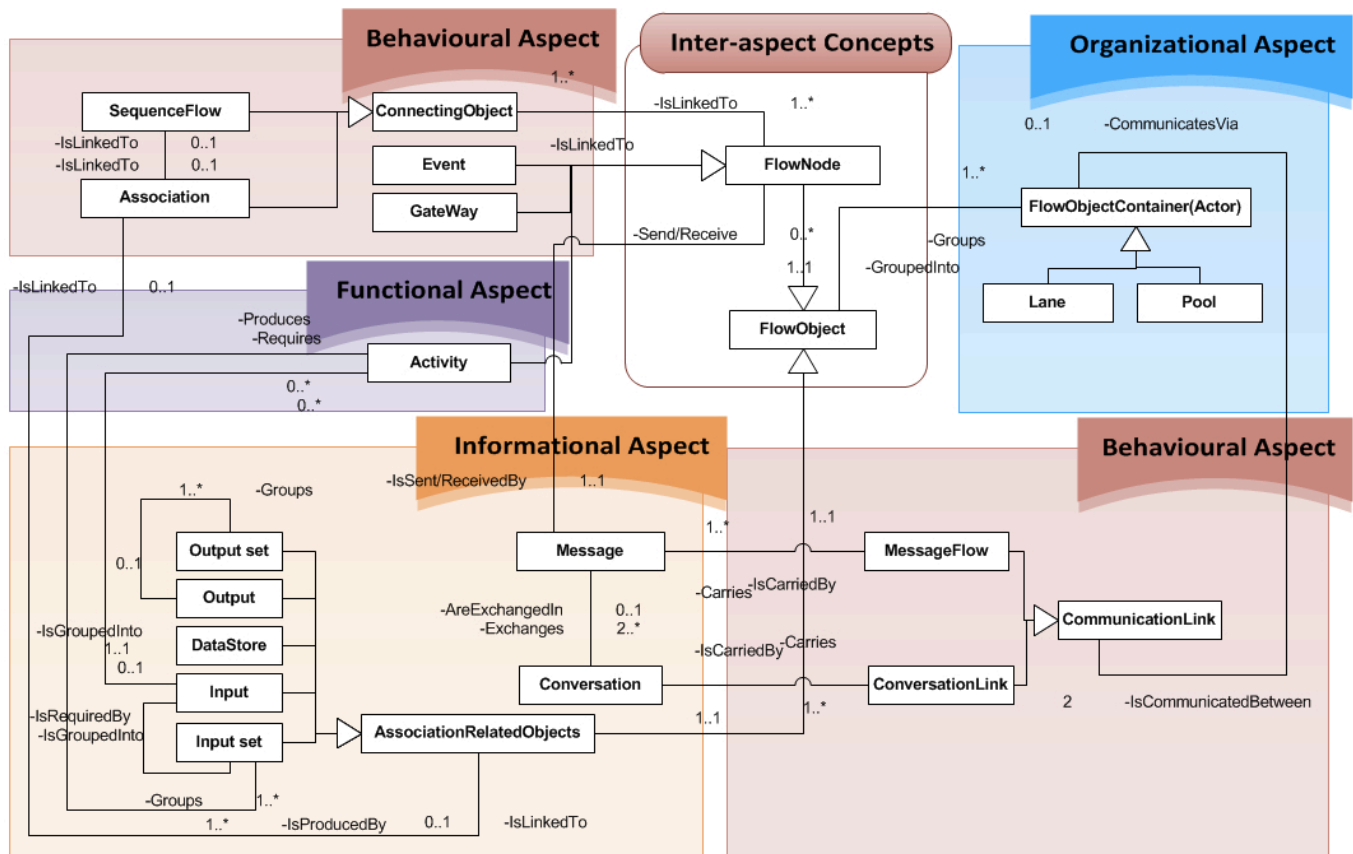 Behavioural Aspect
Inter-aspect Concepts
Organizational Aspect
1..*
SequenceFlow
ConnectingObject
-IsLinkedTo
1..*
0..1
-CommunicatesVia
-IsLinkedTo
0..1
-IsLinkedTo
0..1
Event
-IsLinkedTo
FlowNode
1..*
Association
GateWay
FlowObjectContainer(Actor)
-Send/Receive
0..*
-Groups
1..1
-GroupedInto
-IsLinkedTo
0..1
Functional Aspect
Lane
Pool
-Produces
-Requires
FlowObject
Activity
0..*
0..*
Informational Aspect
Behavioural Aspect
-IsSent/ReceivedBy
1..1
1..*
-Groups
1..*
1..1
Output set
Message
MessageFlow
0..1
Output
-Carries
-IsCarriedBy
-AreExchangedIn
0..1
-Exchanges
2..*
CommunicationLink
-IsGroupedInto
1..1
DataStore
-IsCarriedBy
-Carries
0..1
Input
Conversation
ConversationLink
2
-IsCommunicatedBetween
-IsRequiredBy
-IsGroupedInto
Input set
AssociationRelatedObjects
1..1
1..*
-Groups
1..*
1..*
-IsProducedBy
0..1
-IsLinkedTo